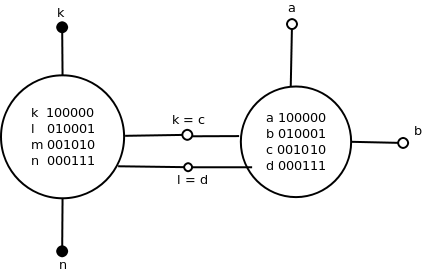 k
a
k 100000
l 010001
m 001010
n 000111
k = c
l = d
a 100000
b 010001
c 001010
d 000111
b
n